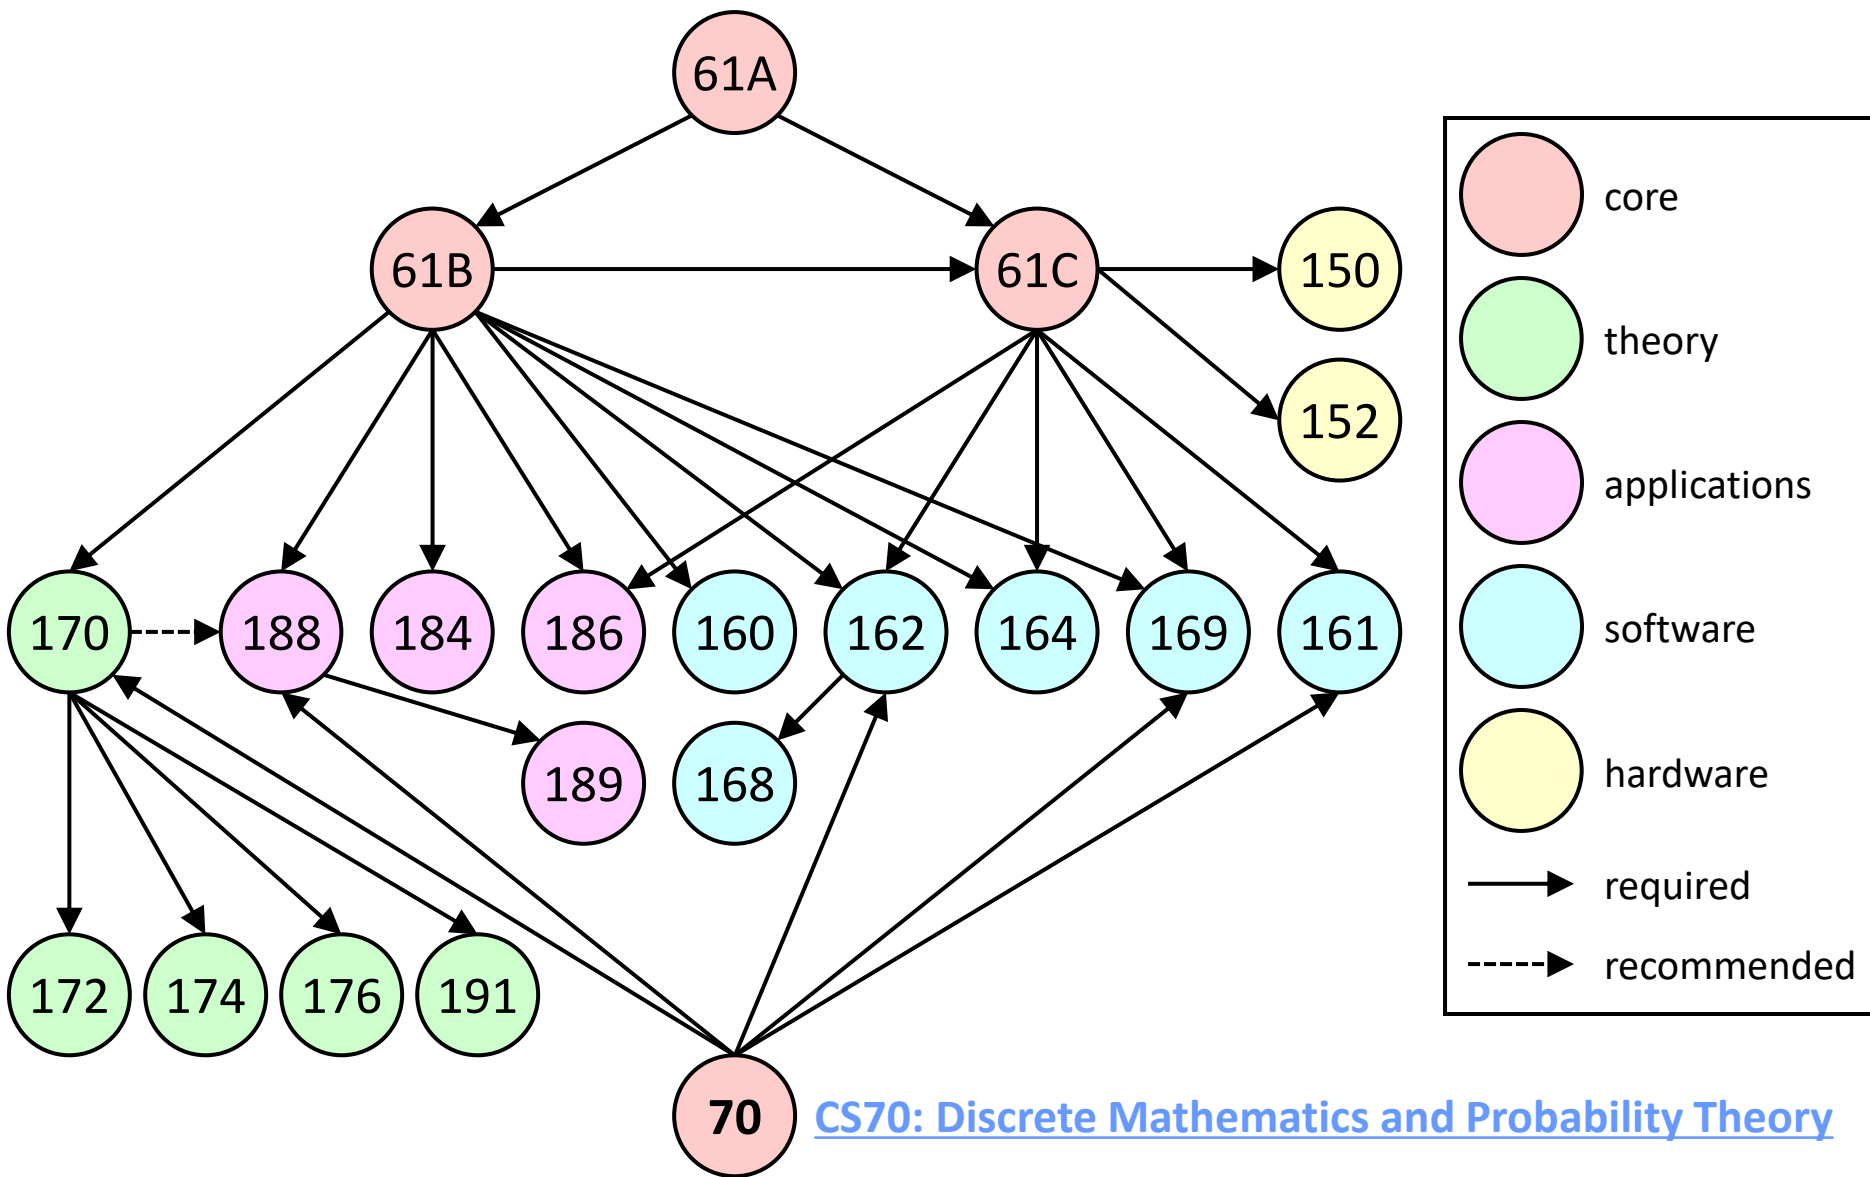 61A
61B
61C
150
152
170
188
184
186
160
162
164
169
161
189
168
172
174
176
191
70
CS70: Discrete Mathematics and Probability Theory
core
theory
applications
software
hardware
required
recommended